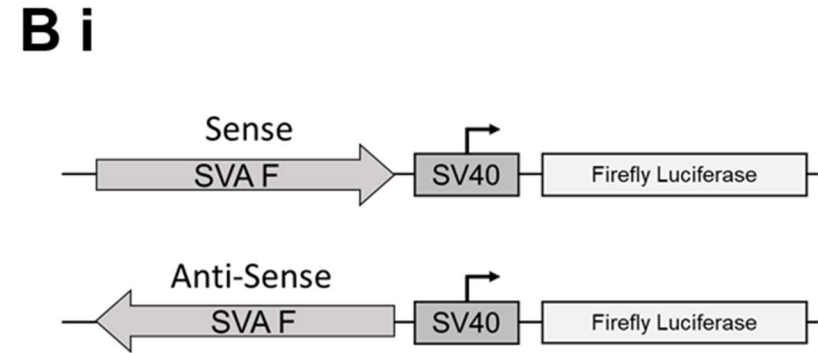 B i
Sense
SVA F SV40 Firefly Luciferase
Anti-Sense
SVA F SV40 Firefly Luciferase